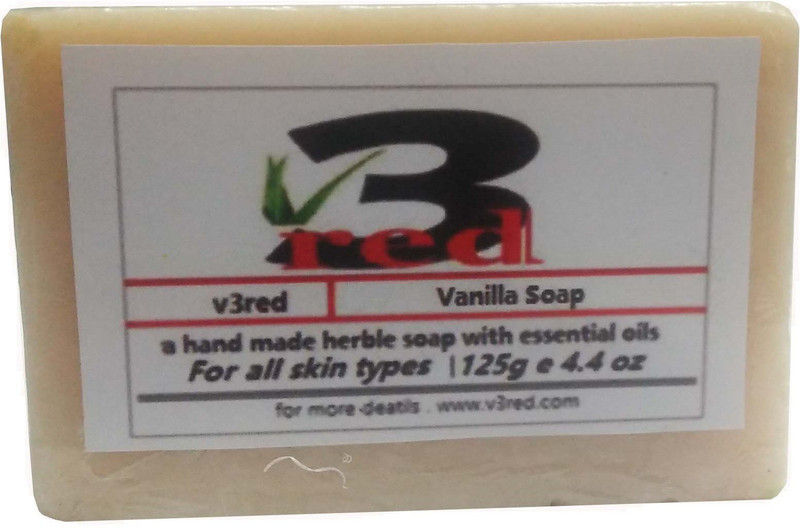 v3
red
v3red
Vanilla Soap
a hand made herble soap with essential oils
For all skin types | 125g e 4.4 oz
for more deatils . www.v3red.com